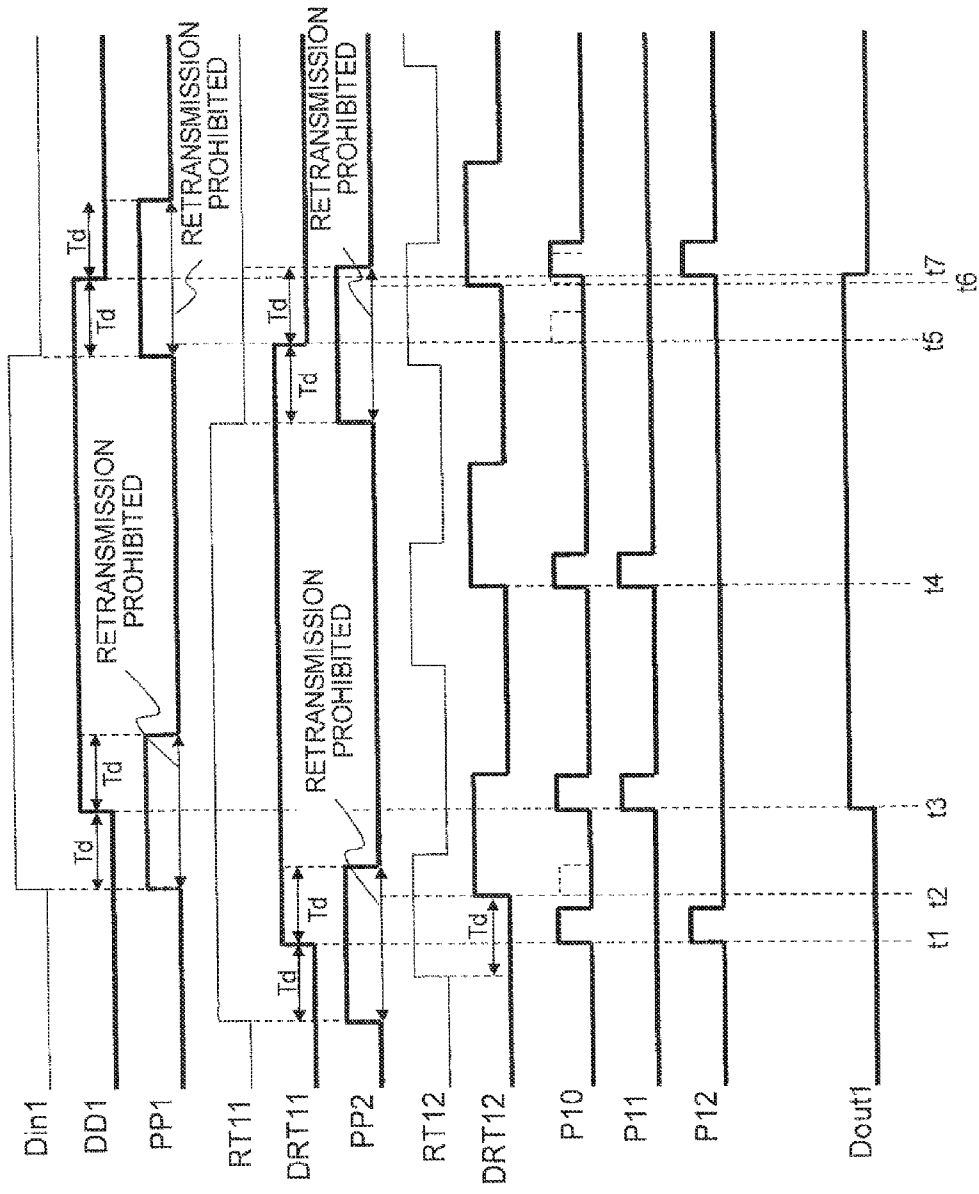 Din1
Td
Td
Td
Td
DD1
RETRANSMISSION
PROHIBITED
PP1
RETRANSMISSION
PROHIBITED
RT11
Td
Td
Td
Td
DRT11
RETRANSMISSION
PROHIBITED
PP2
RETRANSMISSION
PROHIBITED
RT12
Td
DRT12
P10
P11
P12
Dout1
t1
t2
t3
t4
t5
t6
t7